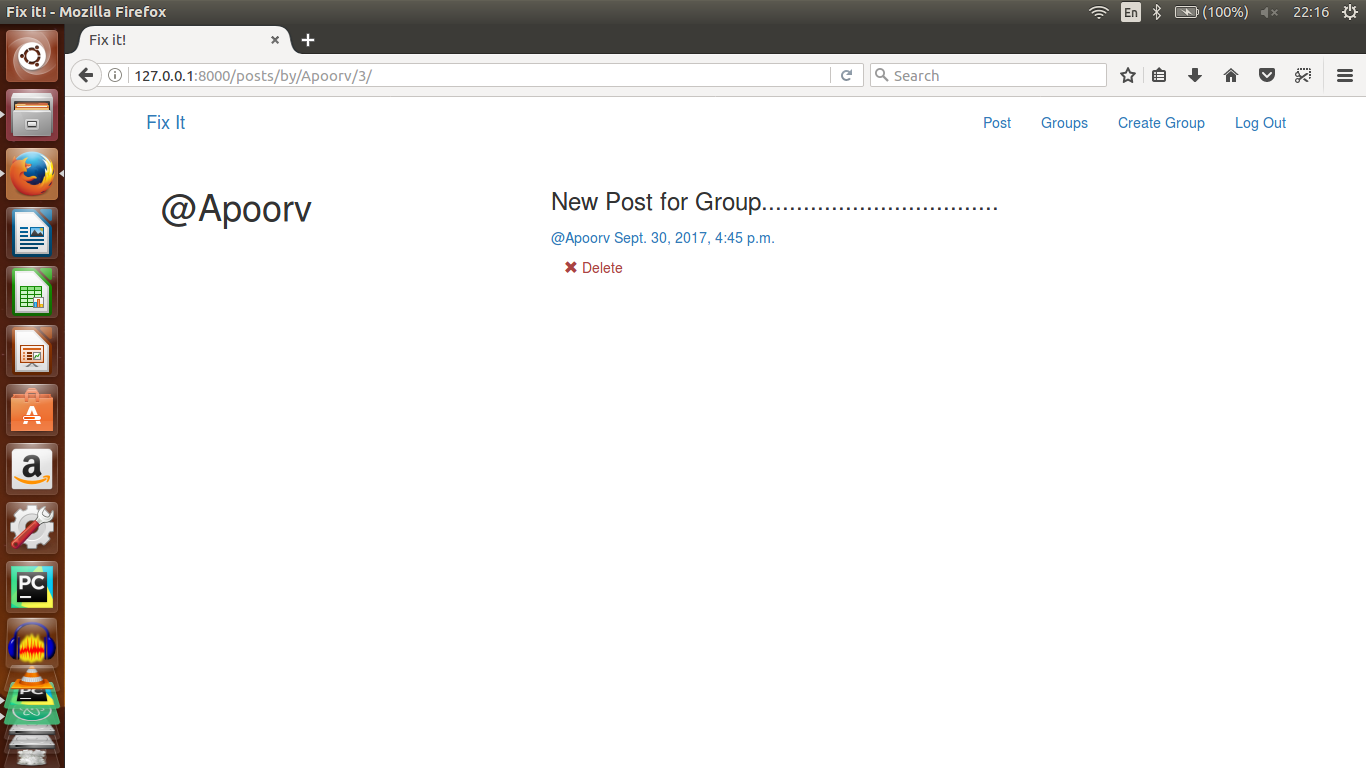 Fix it! - Mozilla Firefox
En (100%) 22:16
Fix it!
127.0.0.1:8000/posts/by/Apoorv/3/
Search
Fix It Post Groups Create Group Log Out
@Apoorv
New Post for Group..................................
@Apoorv Sept. 30, 2017, 4:45 p.m.
✖ Delete
A
a
PC
PC